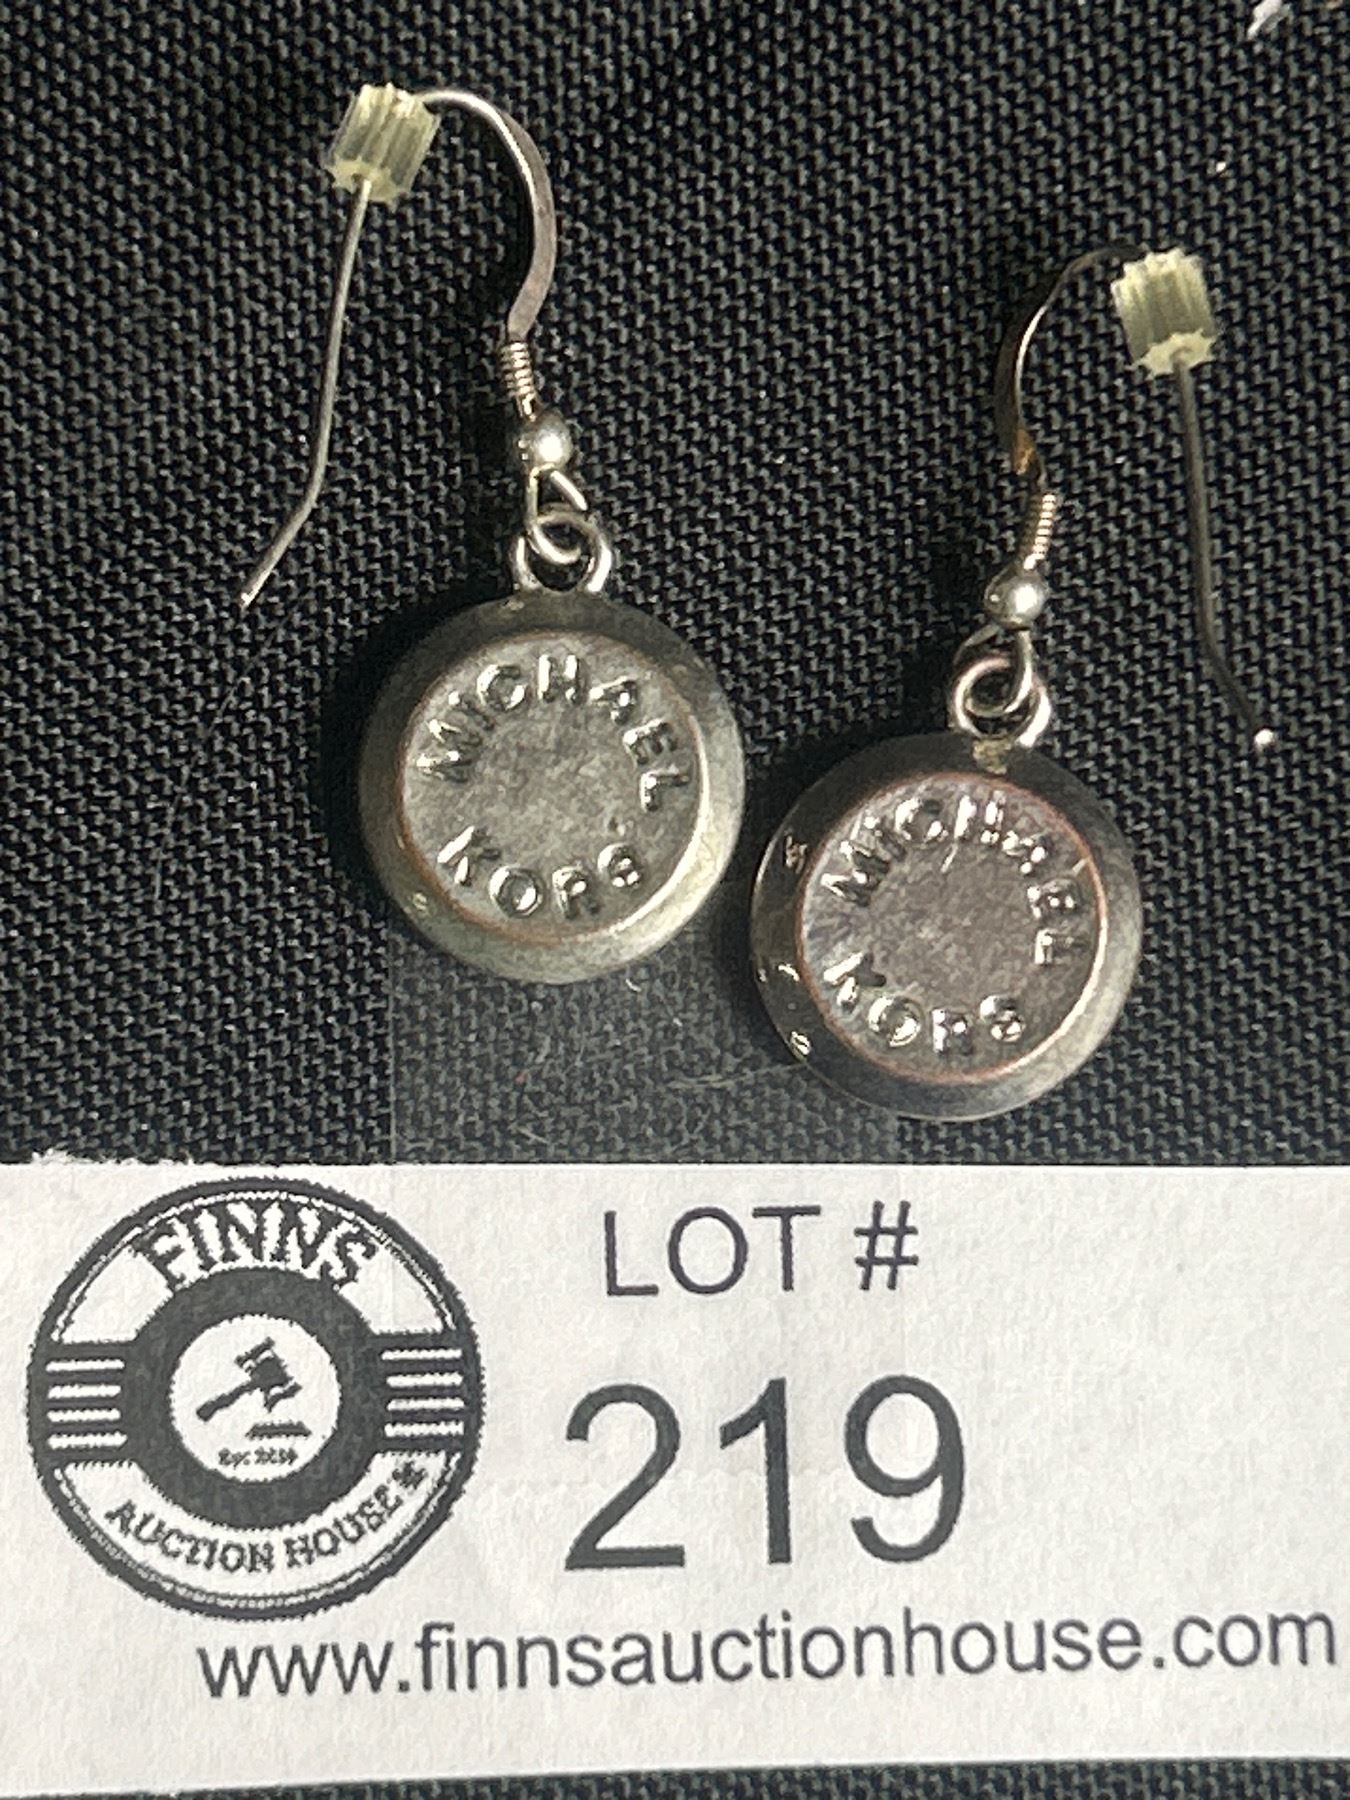 MICHAEL
KORS
MICHAEL
KORS
FINNS
AUCTION HOUSE
LOT #
219
www.finnsauctionhouse.com